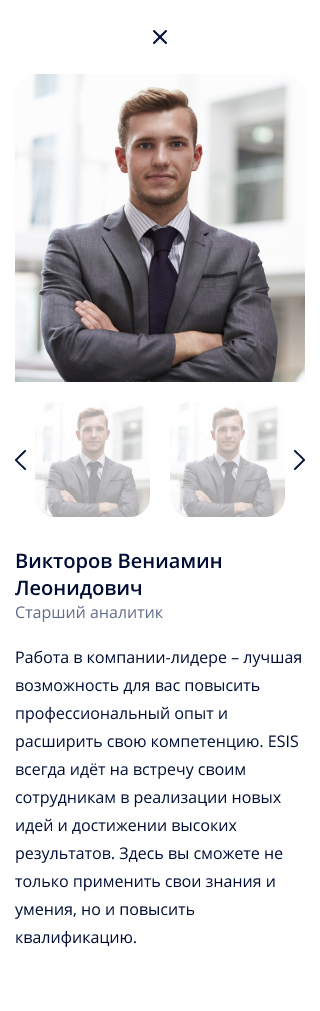 Викторов Вениамин
Леонидович
Старший аналитик
Работа в компании-лидере – лучшая
возможность для вас повысить
профессиональный опыт и
расширить свою компетенцию. ESIS
всегда идёт на встречу своим
сотрудникам в реализации новых
идей и достижении высоких
результатов. Здесь вы сможете не
только применить свои знания и
умения, но и повысить
квалификацию.